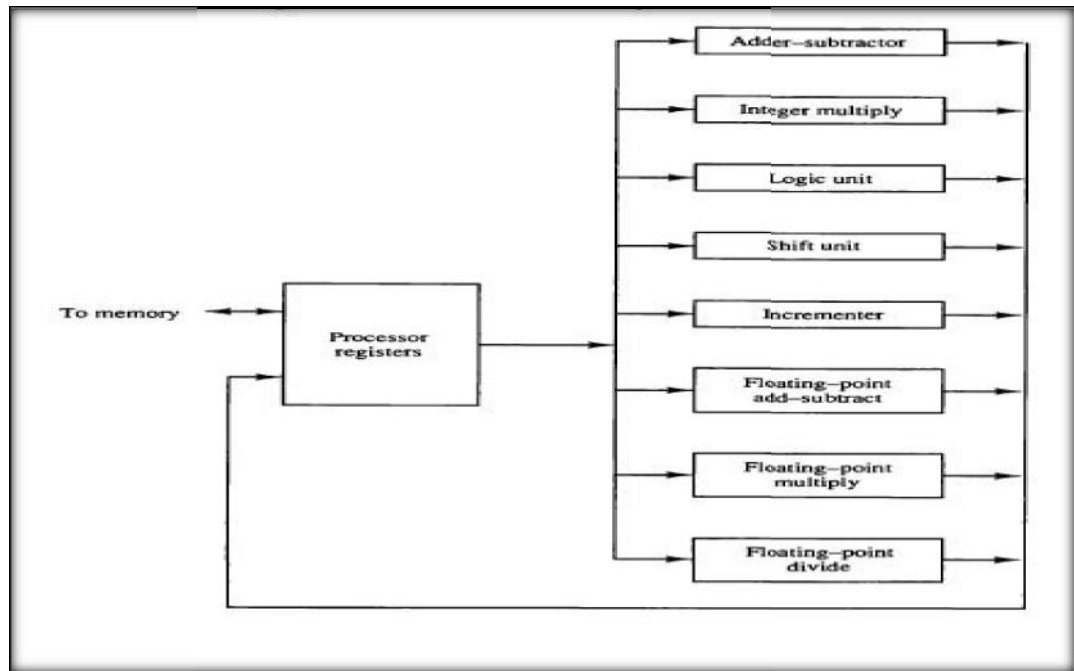 Adder-subtractor
Integer multiply
Logic unit
Shift unit
To memory
Processor
registers
Incrementer
Floating-point
add-subtract
Floating-point
multiply
Floating-point
divide